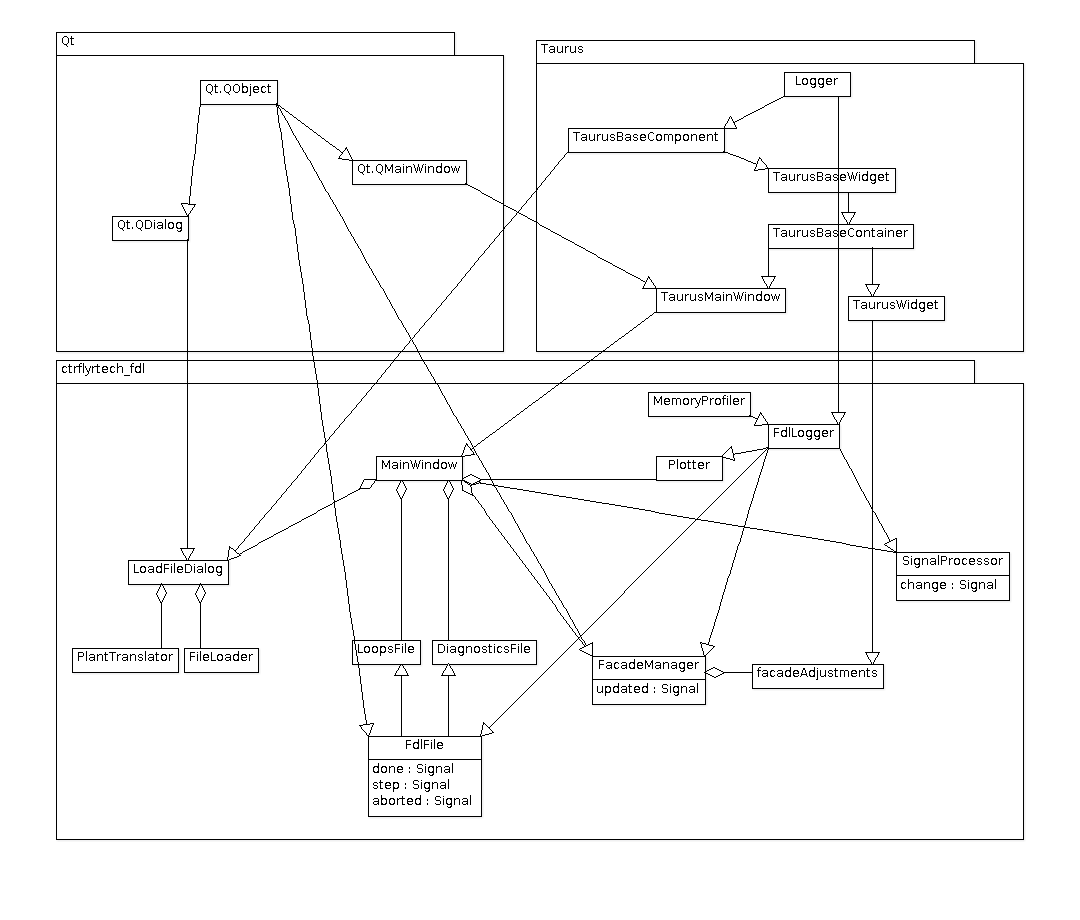 Qt
Qt.QObject
Qt.QMainWindow
Qt.QDialog
Taurus
Logger
TaurusBaseComponent
TaurusBaseWidget
TaurusBaseContainer
TaurusMainWindow
TaurusWidget
ctrflyrtech_fdl
MemoryProfiler
FdlLogger
MainWindow
Plotter
LoadFileDialog
SignalProcessor
change : Signal
PlantTranslator
FileLoader
LoopsFile
DiagnosticsFile
FacadeManager
updated : Signal
facadeAdjustments
FdlFile
done : Signal
step : Signal
aborted : Signal